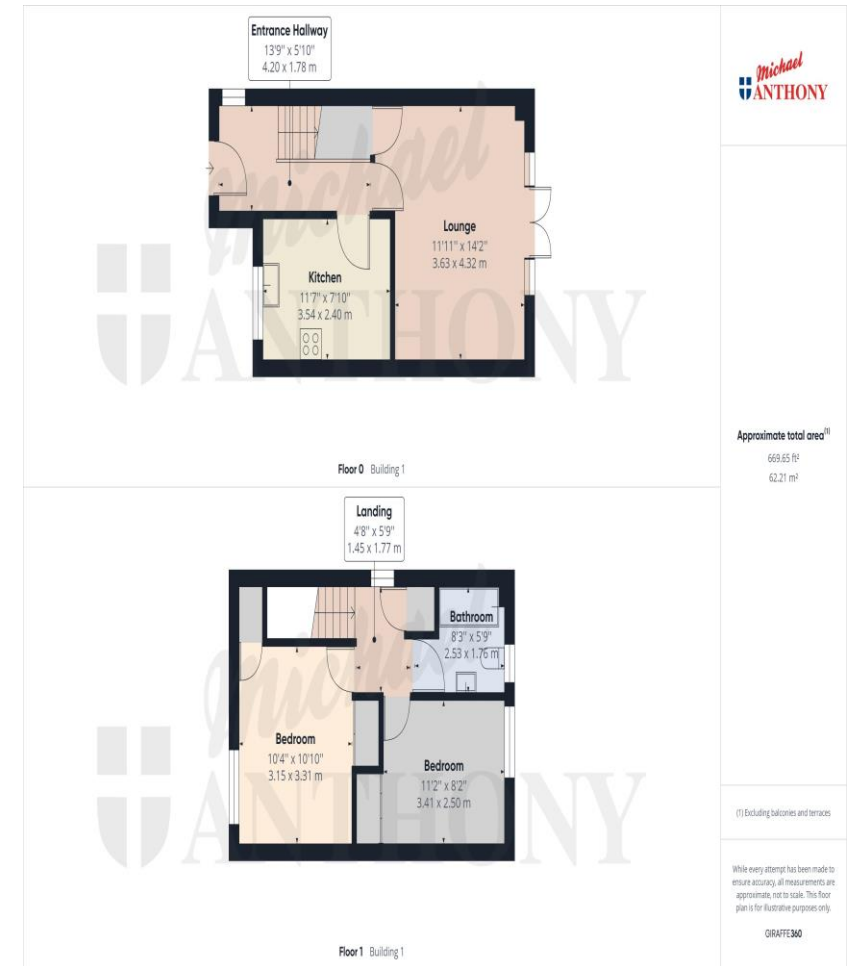 Entrance Hallway
13'9" x 5'10"
4.20 x 1.78 m
Lounge
11'11" x 14'2"
3.63 x 4.32 m
Kitchen
11'7" x 7'10"
3.54 x 2.40 m
Michael
ANTHONY
Floor 0 Building 1
Landing
4'8" x 5'9"
1.45 x 1.77 m
Bathroom
8'3" x 5'9"
2.53 x 1.76 m
Bedroom
10'4" x 10'10"
3.15 x 3.31 m
Bedroom
11'2" x 8'2"
3.41 x 2.50 m
Michael
ANTHONY
Floor 1 Building 1
Michael
ANTHONY
Approximate total area(1)
669.65 ft²
62.21 m²
(1) Excluding balconies and terraces
While every attempt has been made to
ensure accuracy, all measurements are
approximate, not to scale. This floor
plan is for illustrative purposes only.
GIRAFFE360